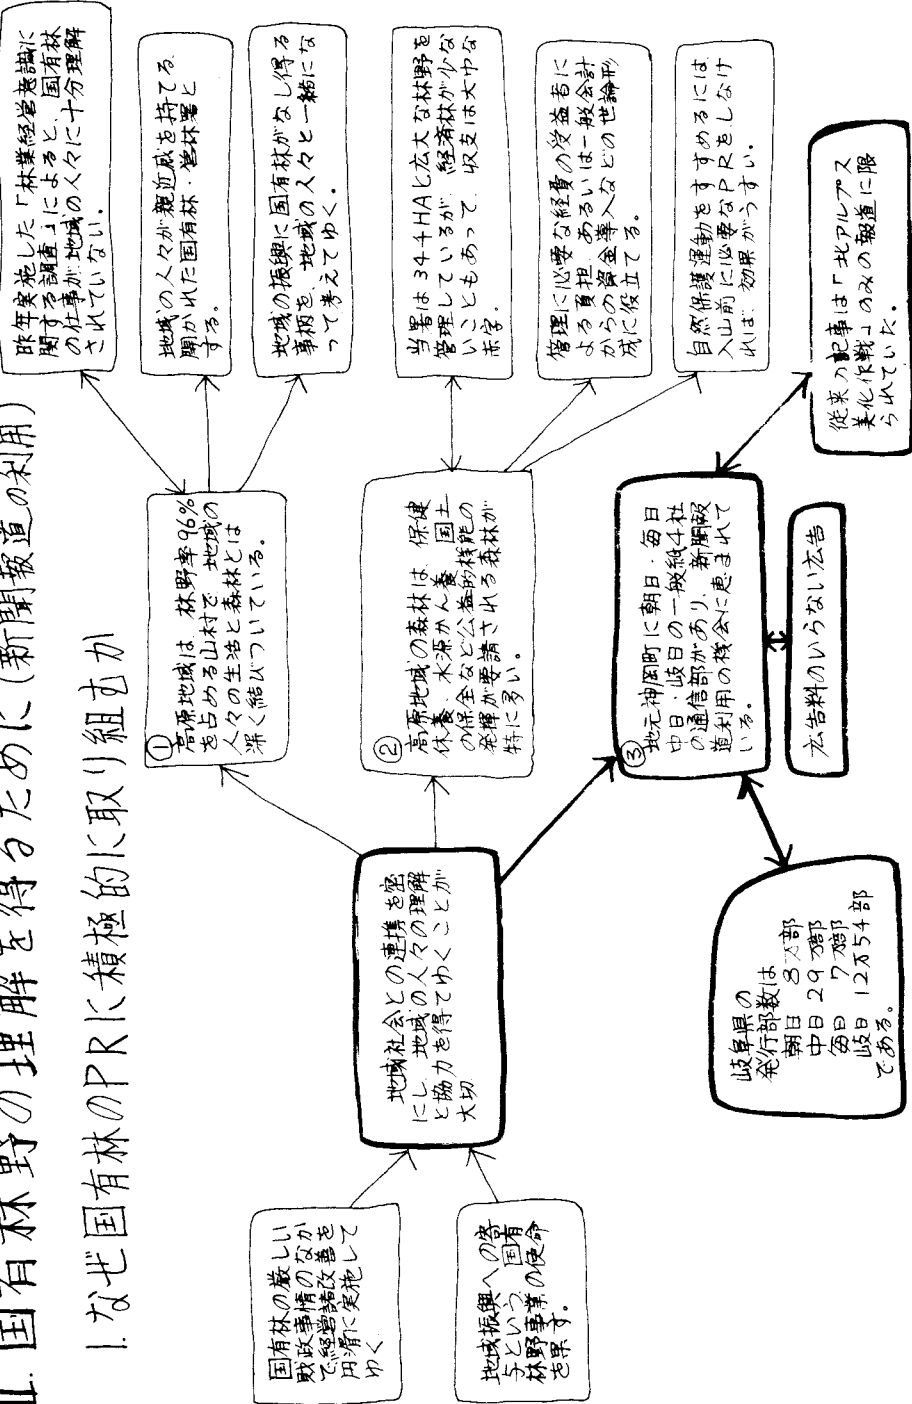 II. 国有林野の理解を得るために(新聞報道の利用)
1. なぜ国有林のPRに積極的に取り組むか
国有林の厳しい
財政事情のなか
で経営諸改善を
円滑に実施して
ゆく
地域振興への寄
与という、国有
林野事業の使命
を果す。
地域社会との連携を密
にし、地域の人々の理解
と協力を得てゆくことが
大切
①
高原地域は、林野率96%
を占める山村で、地域の
人々の生活と森林とは
深く結びついている。
②
高原地域の森林は、保健
休養、水源かん養、国土
の保全など公益的機能の
発揮が要請される森林が
特に多い。
③
地元神岡町に朝日・毎日
中日・岐日の一般紙4社
の通信部があり、新聞報
道利用の機会に恵まれて
いる。
広告料のいらない広告
岐阜県の
発行部数は
朝日 8万部
中日 29万部
毎日 7万部
岐日 12万54部
である。
昨年実施した「林業経営意識に
関する調査」によると、国有林
の仕事が地域の人々に十分理解
されていない。
地域の人々が親近感を持てる
開かれた国有林・営林署と
する。
地域の振興に国有林がなし得る
事柄を、地域の人々と一緒にな
って考えてゆく。
当署は344HAと広大な林野を
管理しているが、経済林が少な
いこともあって 収支は大巾な
赤字.
管理に必要な経費の受益者に
よる負担、あるいは一般会計
からの資金導入などの世論形
成に役立てる。
自然保護運動をすすめるには
入山前に必要なPRをしなけ
れば、効果がうすい。
従来の記事は「北アルプス
美化作戦」のみの報道に限
られていた。